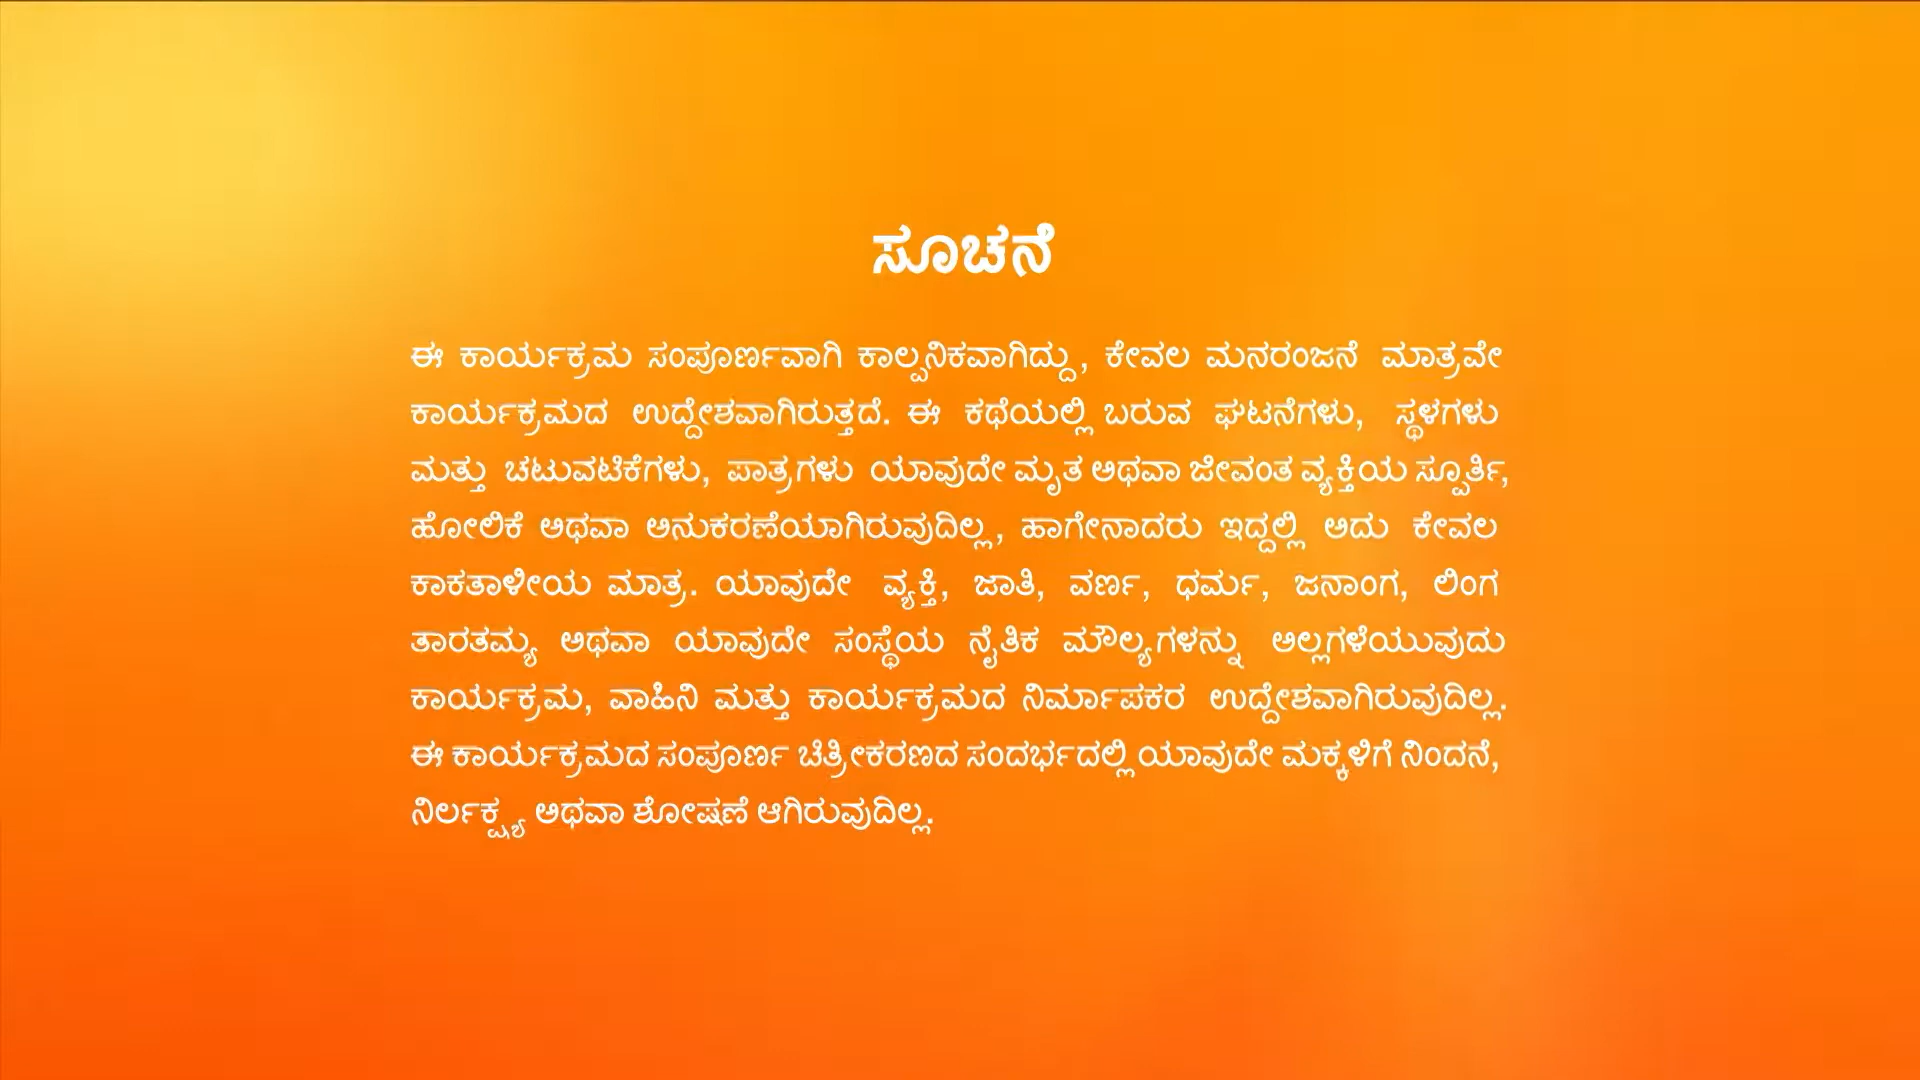 ಸೂಚನೆ
ಈ ಕಾರ್ಯಕ್ರಮ ಸಂಪೂರ್ಣವಾಗಿ ಕಾಲ್ಪನಿಕವಾಗಿದ್ದು, ಕೇವಲ ಮನರಂಜನೆ ಮಾತ್ರವೇ
ಕಾರ್ಯಕ್ರಮದ ಉದ್ದೇಶವಾಗಿರುತ್ತದೆ. ಈ ಕಥೆಯಲ್ಲಿ ಬರುವ ಘಟನೆಗಳು, ಸ್ಥಳಗಳು
ಮತ್ತು ಚಟುವಟಿಕೆಗಳು, ಪಾತ್ರಗಳು ಯಾವುದೇ ಮೃತ ಅಥವಾ ಜೀವಂತ ವ್ಯಕ್ತಿಯ ಸ್ಪೂರ್ತಿ,
ಹೋಲಿಕೆ ಅಥವಾ ಅನುಕರಣೆಯಾಗಿರುವುದಿಲ್ಲ, ಹಾಗೇನಾದರು ಇದ್ದಲ್ಲಿ ಅದು ಕೇವಲ
ಕಾಕತಾಳೀಯ ಮಾತ್ರ. ಯಾವುದೇ ವ್ಯಕ್ತಿ, ಜಾತಿ, ವರ್ಣ, ಧರ್ಮ, ಜನಾಂಗ, ಲಿಂಗ
ತಾರತಮ್ಯ ಅಥವಾ ಯಾವುದೇ ಸಂಸ್ಥೆಯ ನೈತಿಕ ಮೌಲ್ಯಗಳನ್ನು ಅಲ್ಲಗಳೆಯುವುದು
ಕಾರ್ಯಕ್ರಮ, ವಾಹಿನಿ ಮತ್ತು ಕಾರ್ಯಕ್ರಮದ ನಿರ್ಮಾಪಕರ ಉದ್ದೇಶವಾಗಿರುವುದಿಲ್ಲ.
ಈ ಕಾರ್ಯಕ್ರಮದ ಸಂಪೂರ್ಣ ಚಿತ್ರೀಕರಣದ ಸಂದರ್ಭದಲ್ಲಿ ಯಾವುದೇ ಮಕ್ಕಳಿಗೆ ನಿಂದನೆ,
ನಿರ್ಲಕ್ಷ್ಯ ಅಥವಾ ಶೋಷಣೆ ಆಗಿರುವುದಿಲ್ಲ.